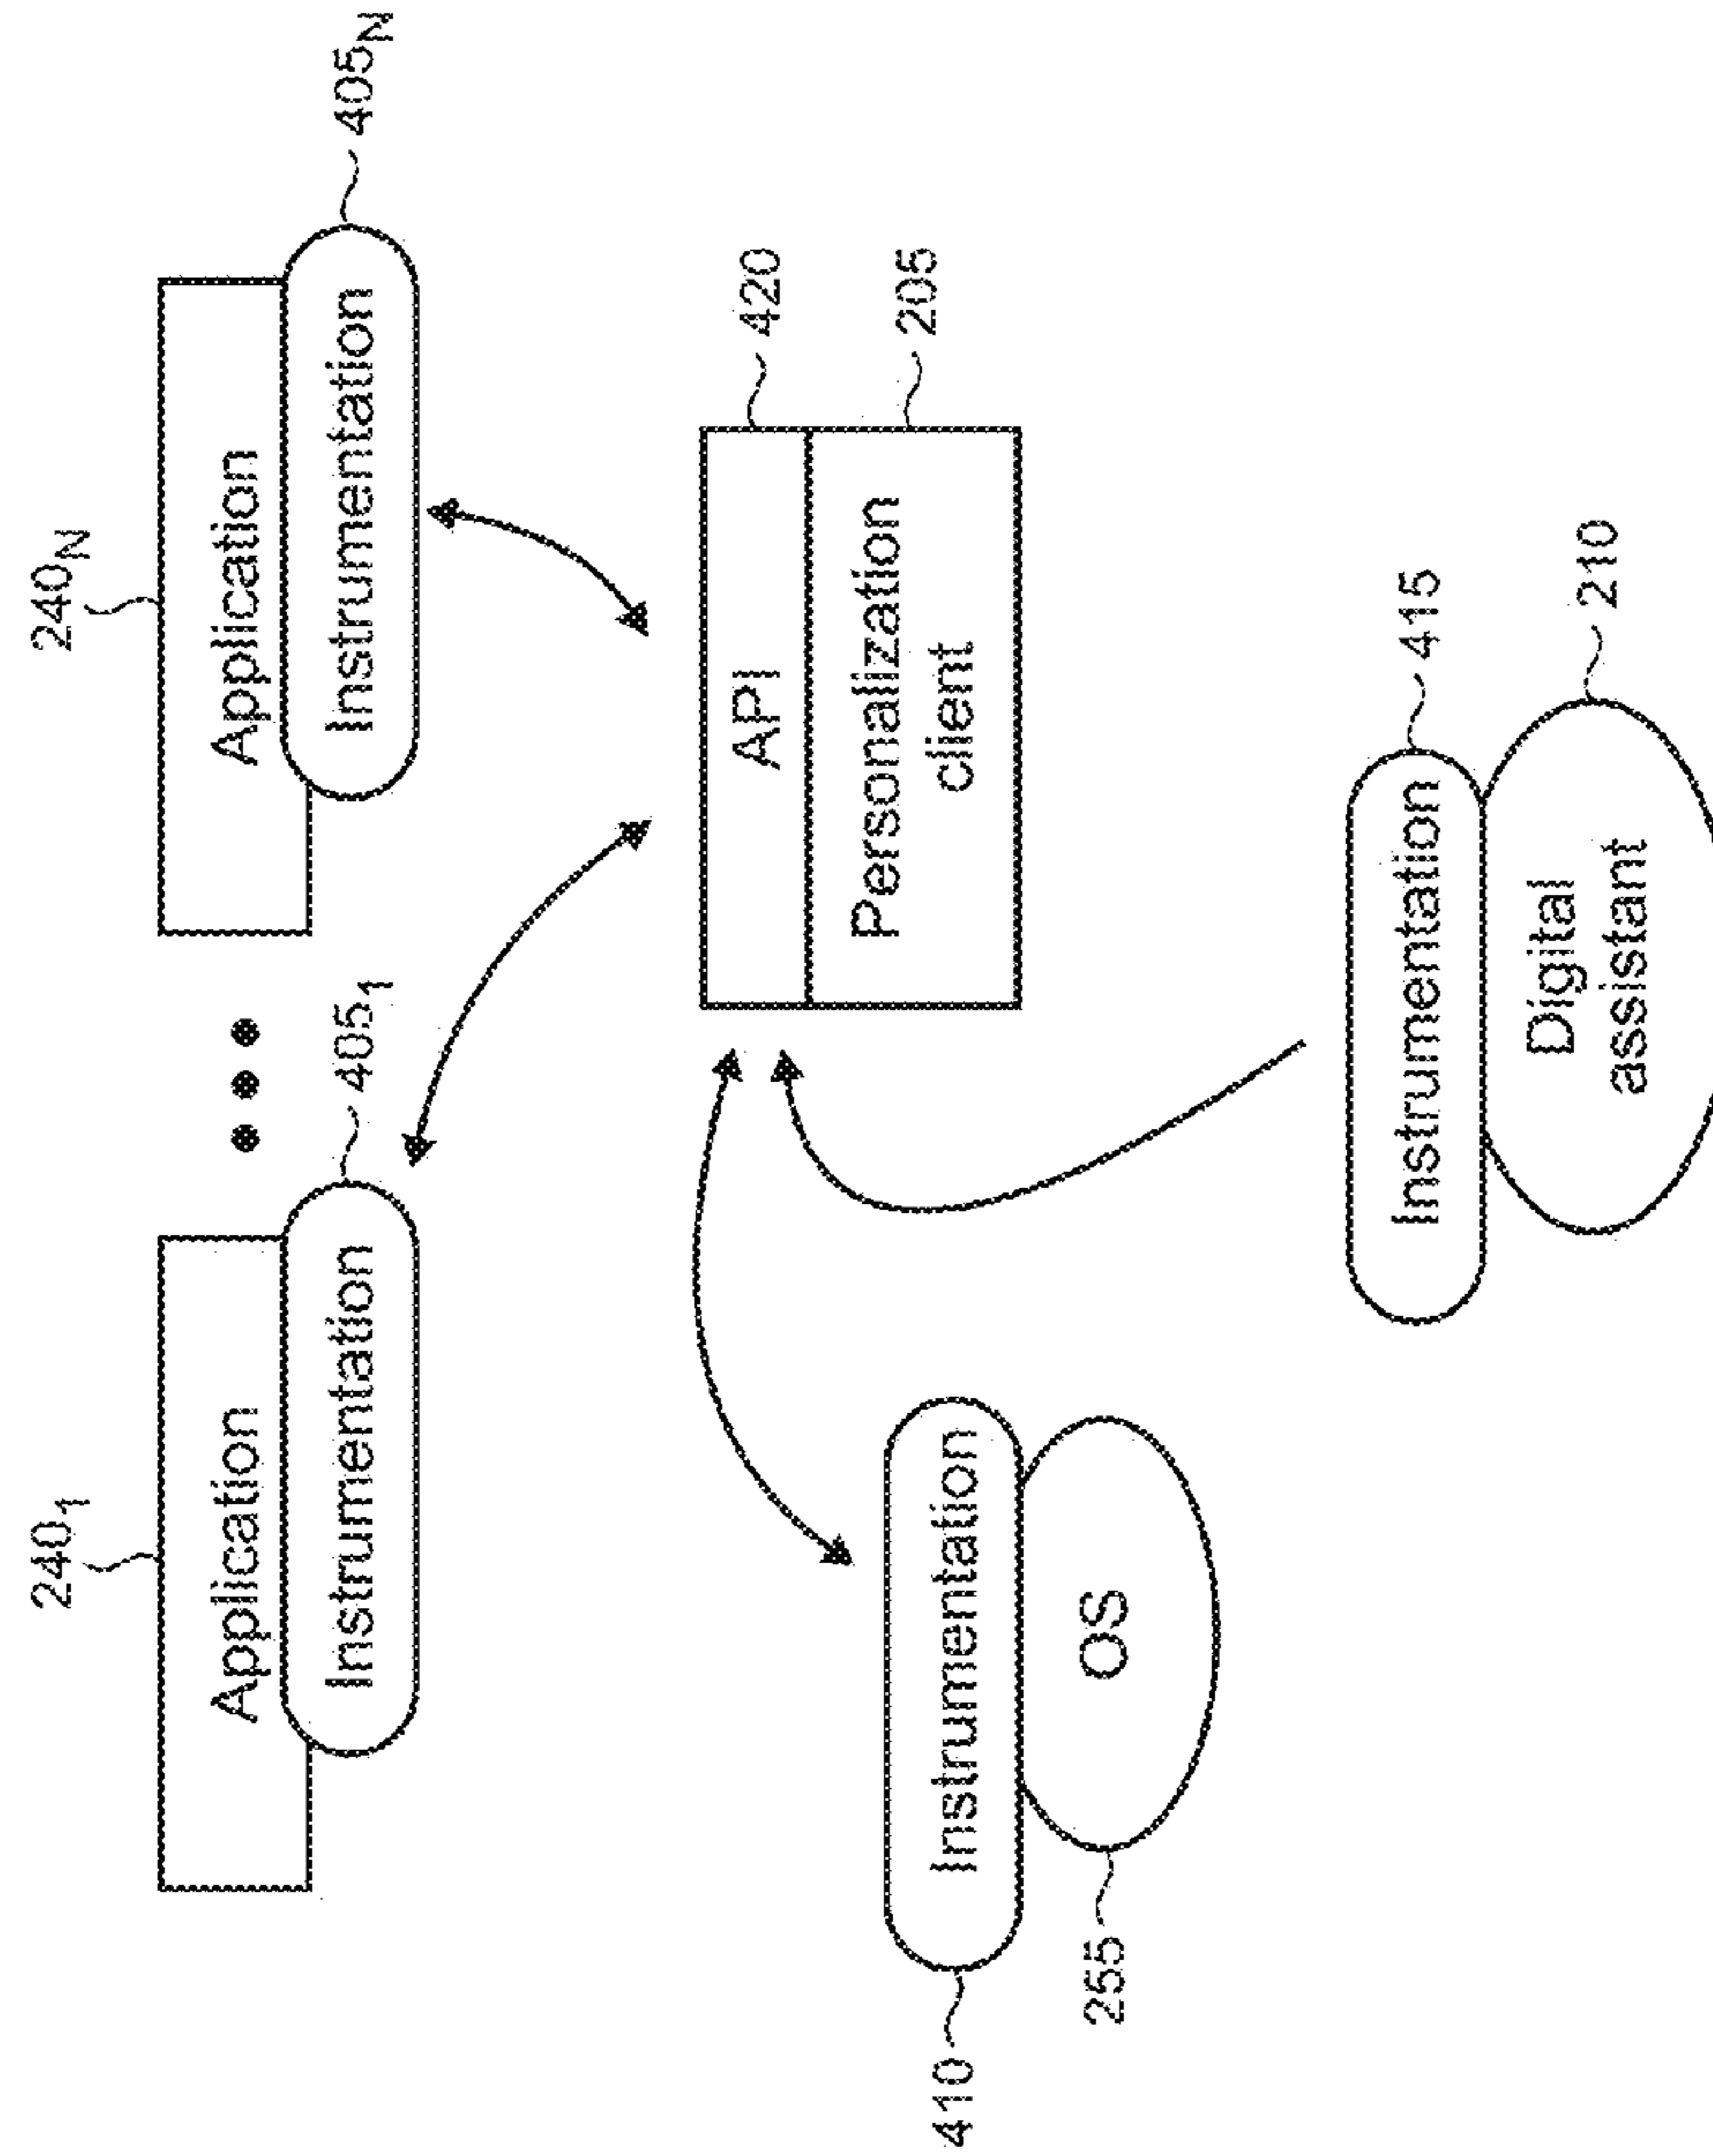 240₁
Application
Instrumentation
405₁
240ₙ
Application
Instrumentation
405ₙ
API
420
Personalization
client
205
410
Instrumentation
OS
255
Instrumentation
415
Digital
assistant
210